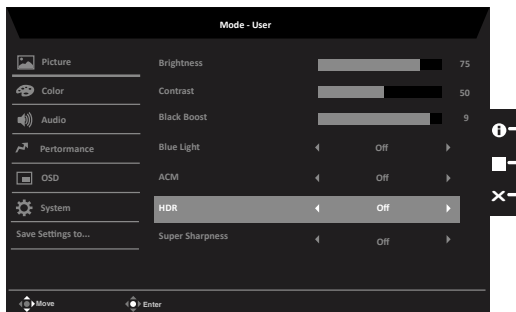 Mode - User
Picture
Color
Audio
Pertormance
OSD
System
Save Settings to...
Brightness 75
Contrast 50
Black Boost 9
Blue Light Off
ACM Off
HDR Off
Super Sharpness Off
Move Enter